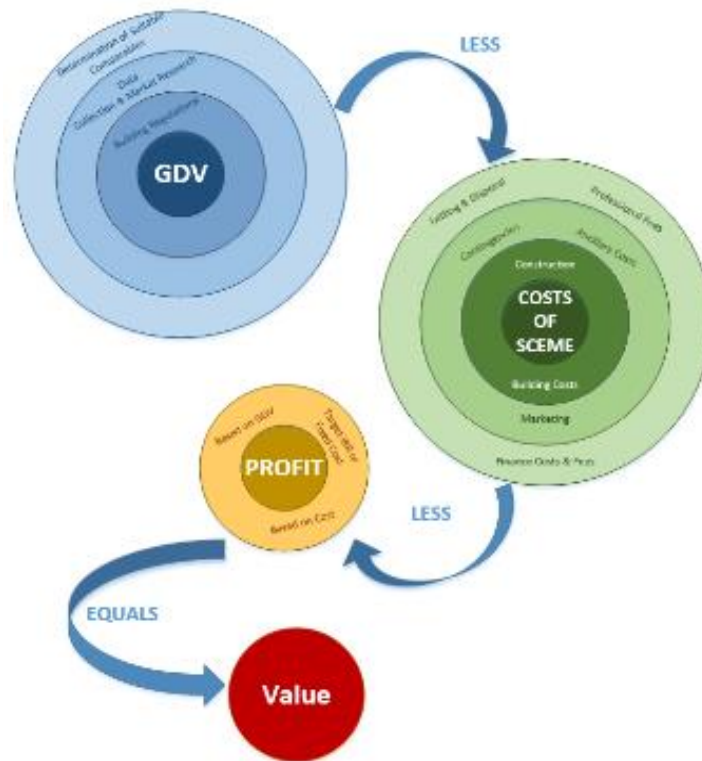 Determination of Suitable
Comparables
Data
Collection & Market Research
Building Regulations
GDV
LESS
Letting & Disposal
Professional Fees
Contingencies
Ancillary Costs
Construction
COSTS
OF
SCEME
Building Costs
Marketing
Finance Costs & Fees
LESS
Based on GDV
Target IRR or
Fixed Cost
PROFIT
Based on Cost
EQUALS
Value